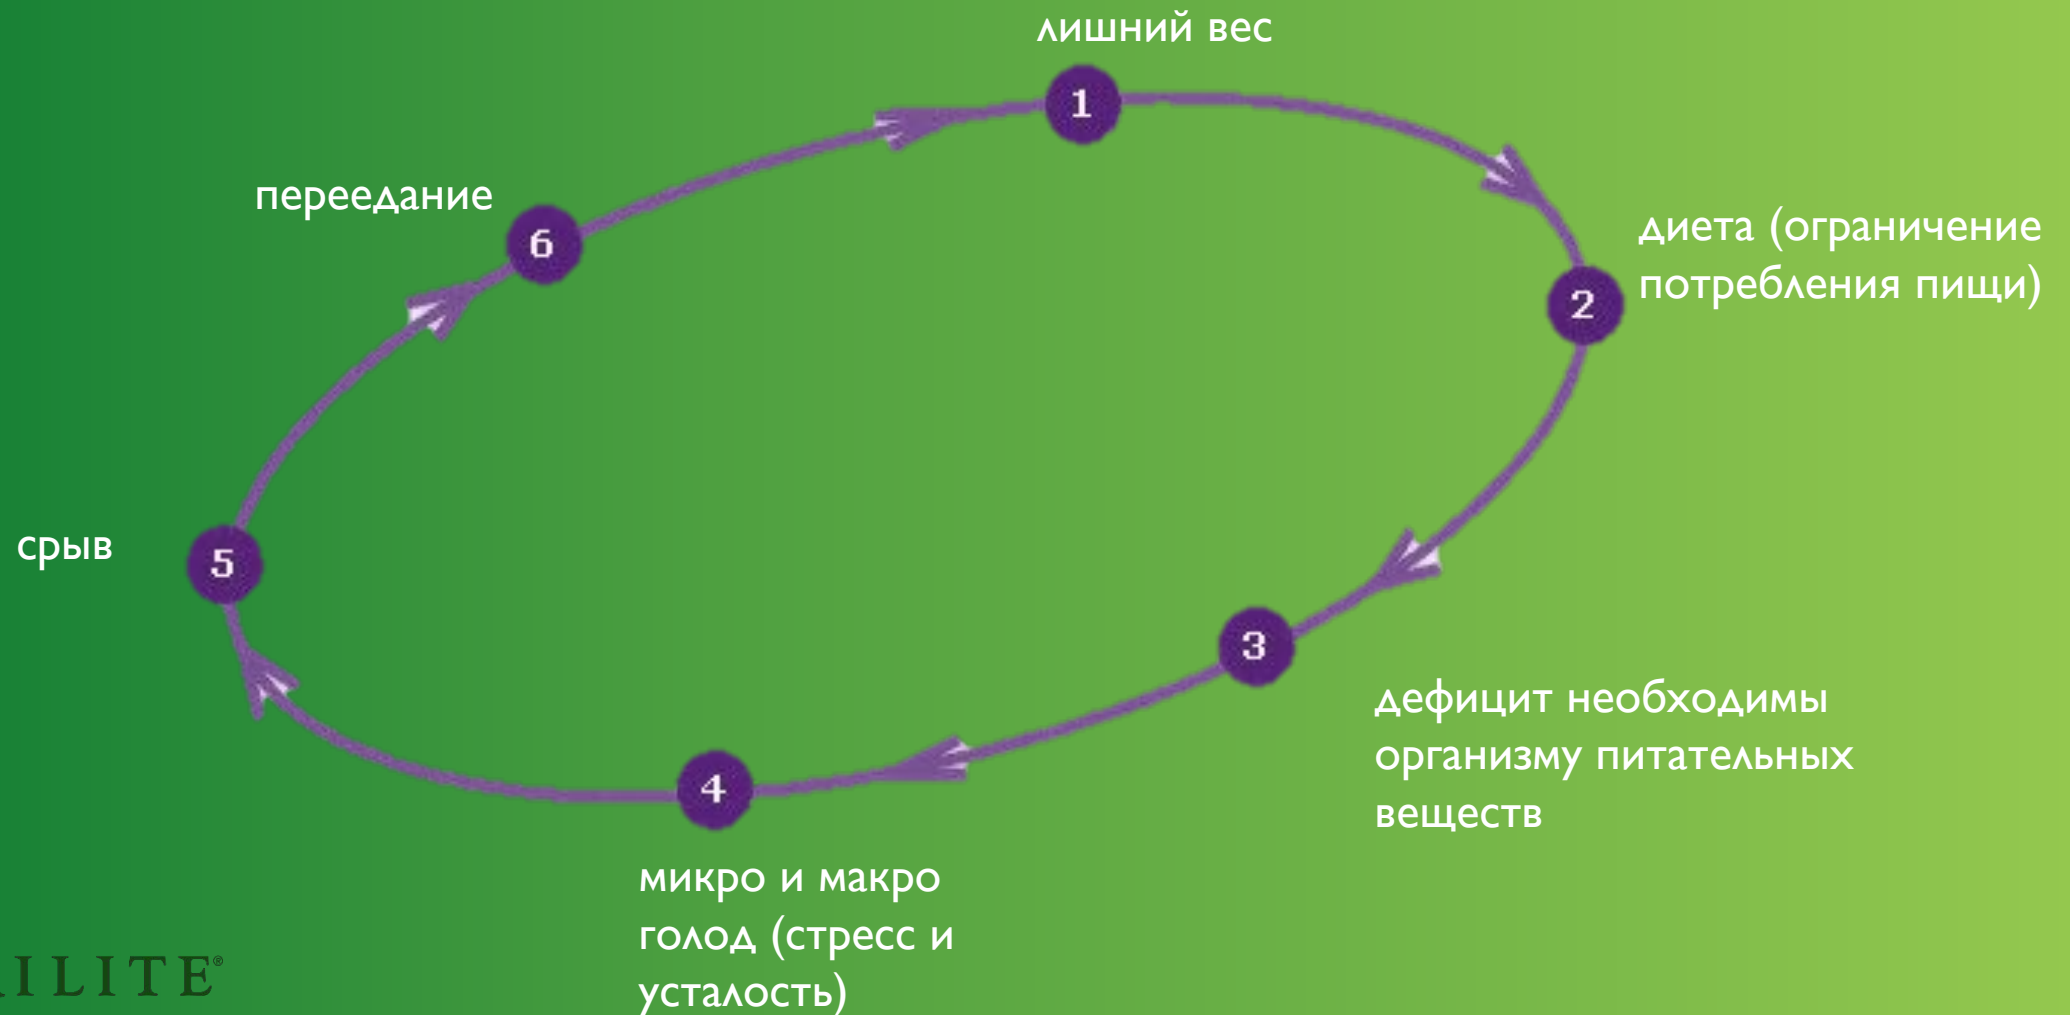 лишний вес
1
переедание
6
диета (ограничение
потребления пищи)
2
срыв
5
3
дефицит необходимы
организму питательных
веществ
4
микро и макро
голод (стресс и
усталость)
ILITE®